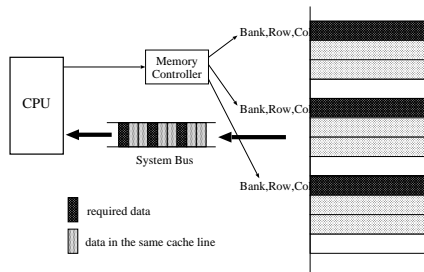 Bank,Row,Co
Memory
Controller
CPU
Bank,Row,Co
System Bus
Bank,Row,Co
required data
data in the same cache line